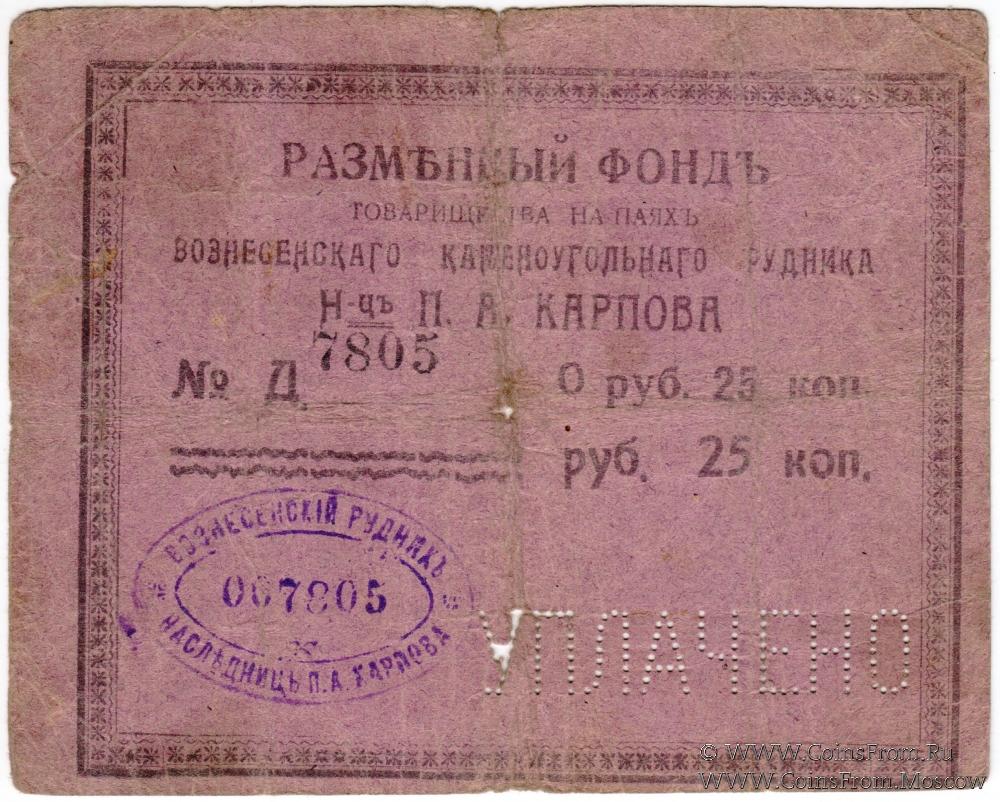 РАЗМѢННЫЙ ФОНДЪ
ТОВАРИЩЕСТВА НА ПАЯХЪ
ВОЗНЕСЕНСКАГО КАМЕНОУГОЛЬНАГО РУДНИКА
Н-цъ П. А. КАРПОВА
№ Д. 7805 0 руб. 25 коп.
руб. 25 коп.
ВОЗНЕСЕНСКІЙ РУДНИКЪ
067805
НАСЛѢДНИЦЪ П. А. КАРПОВА
УПЛАЧЕНО
© WWW.CoinsFrom.Ru
WWW.CoinsFrom.Moscow